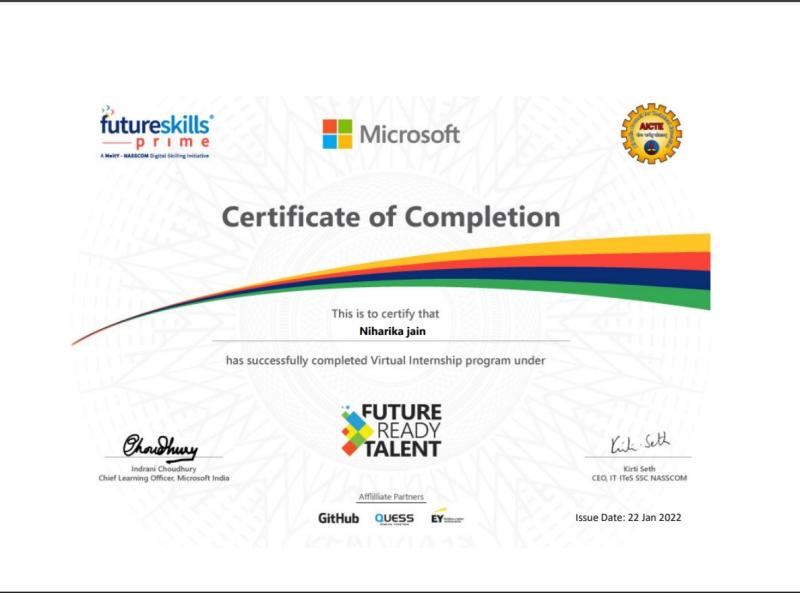 futureskills
prime
A MeitY - NASSCOM Digital Skilling Initiative
Microsoft
AICTE
Certificate of Completion
This is to certify that
Niharika jain
has successfully completed Virtual Internship program under
FUTURE
READY
TALENT
Choudhury
Indrani Choudhury
Chief Learning Officer, Microsoft India
Kirti Seth
Kirti Seth
CEO, IT-ITeS SSC NASSCOM
Affilliate Partners
GitHub
QUESS
EY
Issue Date: 22 Jan 2022